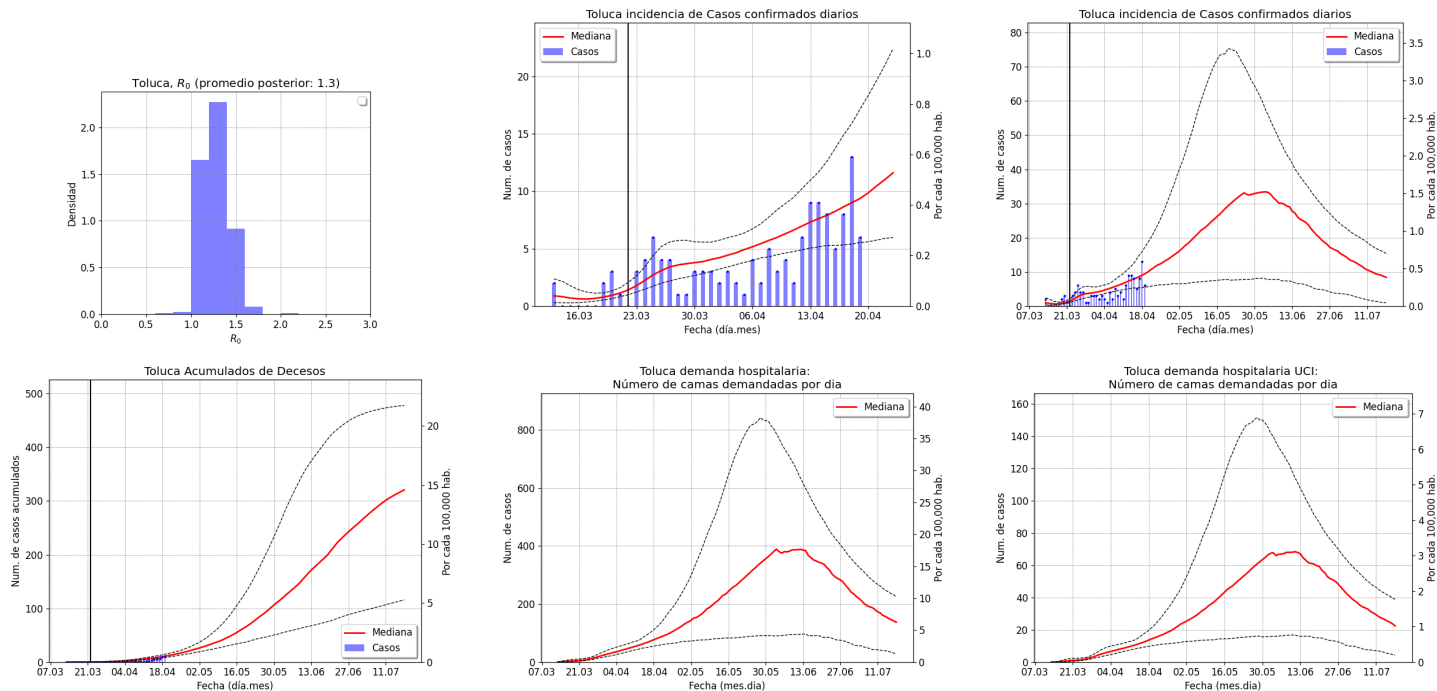 Toluca, R₀ (promedio posterior: 1.3)
Densidad
2.0
1.5
1.0
0.5
0.0
0.0 0.5 1.0 1.5 2.0 2.5 3.0
R₀
Toluca incidencia de Casos confirmados diarios
Mediana
Casos
Num. de casos
20
15
10
5
0
1.0
0.8
0.6
0.4
0.2
0.0
Por cada 100,000 hab.
16.03 23.03 30.03 06.04 13.04 20.04
Fecha (día.mes)
Toluca incidencia de Casos confirmados diarios
Mediana
Casos
Num. de casos
80
70
60
50
40
30
20
10
0
3.5
3.0
2.5
2.0
1.5
1.0
0.5
0.0
Por cada 100,000 hab.
07.03 21.03 04.04 18.04 02.05 16.05 30.05 13.06 27.06 11.07
Fecha (día.mes)
Toluca Acumulados de Decesos
Num. de casos acumulados
500
400
300
200
100
0
20
15
10
5
0
Por cada 100,000 hab.
Mediana
Casos
07.03 21.03 04.04 18.04 02.05 16.05 30.05 13.06 27.06 11.07
Fecha (día.mes)
Toluca demanda hospitalaria:
Número de camas demandadas por dia
Mediana
Num. de casos
800
600
400
200
0
40
35
30
25
20
15
10
5
0
Por cada 100,000 hab.
07.03 21.03 04.04 18.04 02.05 16.05 30.05 13.06 27.06 11.07
Fecha (mes.dia)
Toluca demanda hospitalaria UCI:
Número de camas demandadas por dia
Mediana
Num. de casos
160
140
120
100
80
60
40
20
0
7
6
5
4
3
2
1
0
Por cada 100,000 hab.
07.03 21.03 04.04 18.04 02.05 16.05 30.05 13.06 27.06 11.07
Fecha (mes.dia)